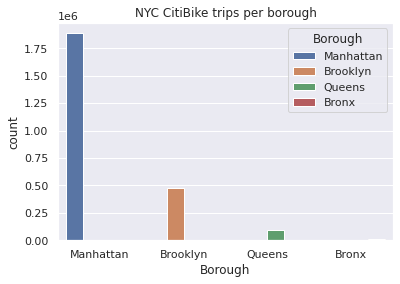 NYC CitiBike trips per borough
1e6
Borough
Manhattan
Brooklyn
Queens
Bronx
count
1.75
1.50
1.25
1.00
0.75
0.50
0.25
0.00
Manhattan Brooklyn Queens Bronx
Borough